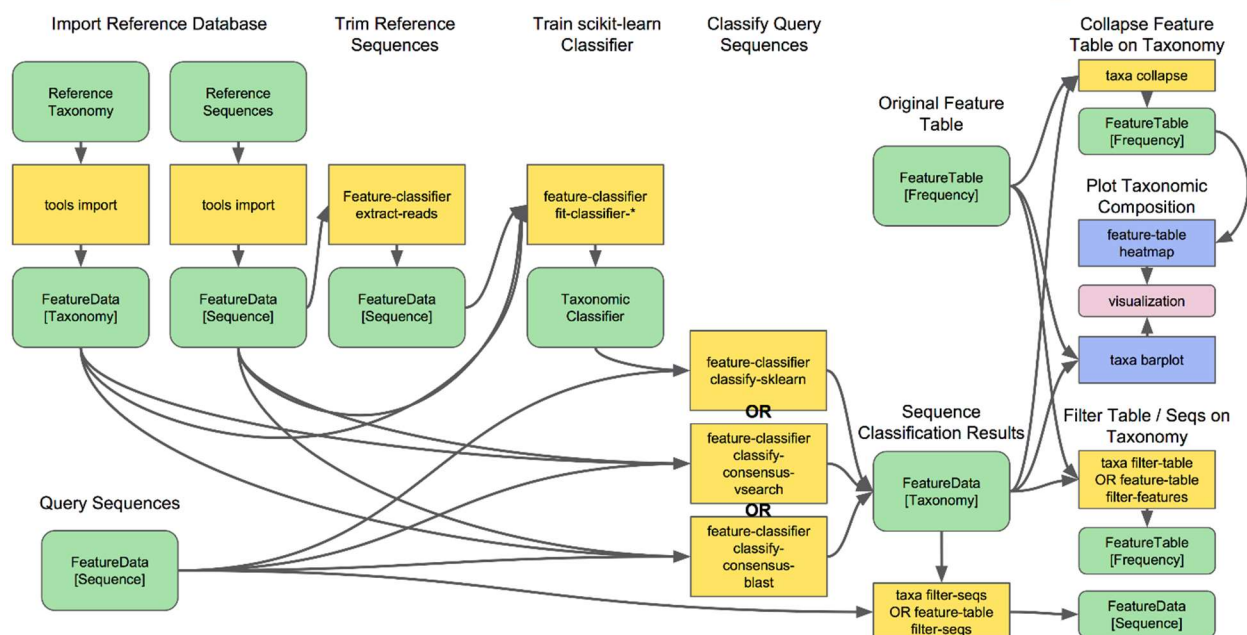 Import Reference Database
Trim Reference
Sequences
Train scikit-learn
Classifier
Classify Query
Sequences
Collapse Feature
Table on Taxonomy
Reference
Taxonomy
Reference
Sequences
taxa collapse
Original Feature
Table
FeatureTable
[Frequency]
FeatureTable
[Frequency]
tools import
tools import
Feature-classifier
extract-reads
feature-classifier
fit-classifier-*
Plot Taxonomic
Composition
feature-table
heatmap
FeatureData
[Taxonomy]
FeatureData
[Sequence]
FeatureData
[Sequence]
Taxonomic
Classifier
visualization
feature-classifier
classify-sklearn
taxa barplot
OR
Sequence
Classification Results
Filter Table / Seqs on
Taxonomy
feature-classifier
classify-
consensus-
vsearch
taxa filter-table
OR feature-table
filter-features
FeatureData
[Taxonomy]
Query Sequences
OR
feature-classifier
classify-
consensus-
blast
FeatureData
[Sequence]
FeatureTable
[Frequency]
taxa filter-seqs
OR feature-table
filter-seqs
FeatureData
[Sequence]